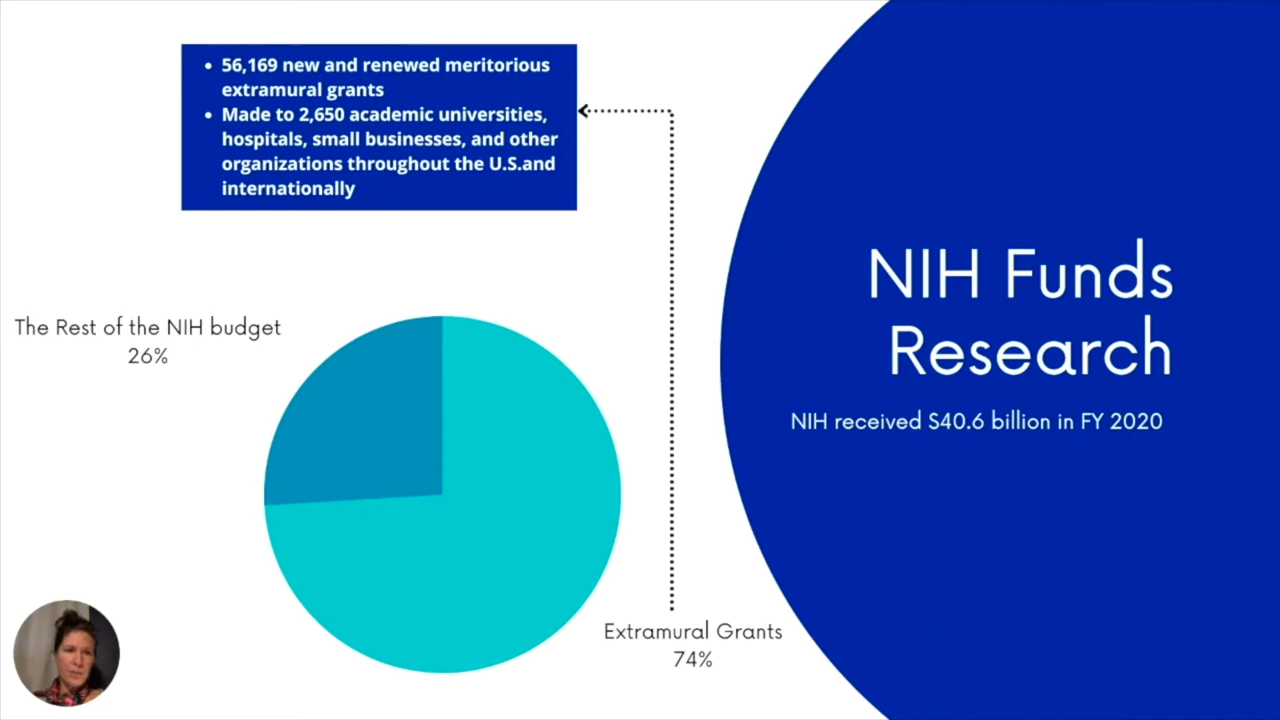 • 56,169 new and renewed meritorious
extramural grants
• Made to 2,650 academic universities,
hospitals, small businesses, and other
organizations throughout the U.S.and
internationally
The Rest of the NIH budget
26%
Extramural Grants
74%
NIH Funds
Research
NIH received $40.6 billion in FY 2020